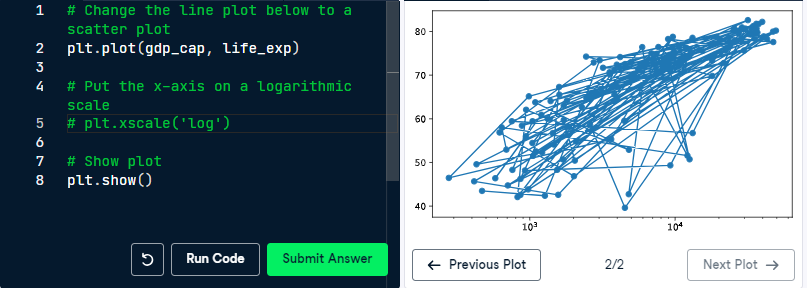 1 # Change the line plot below to a
scatter plot
2 plt.plot(gdp_cap, life_exp)
3
4 # Put the x-axis on a logarithmic
scale
5 # plt.xscale('log')
6
7 # Show plot
8 plt.show()
Run Code
Submit Answer
80
70
60
50
40
10³
10⁴
← Previous Plot
2/2
Next Plot →